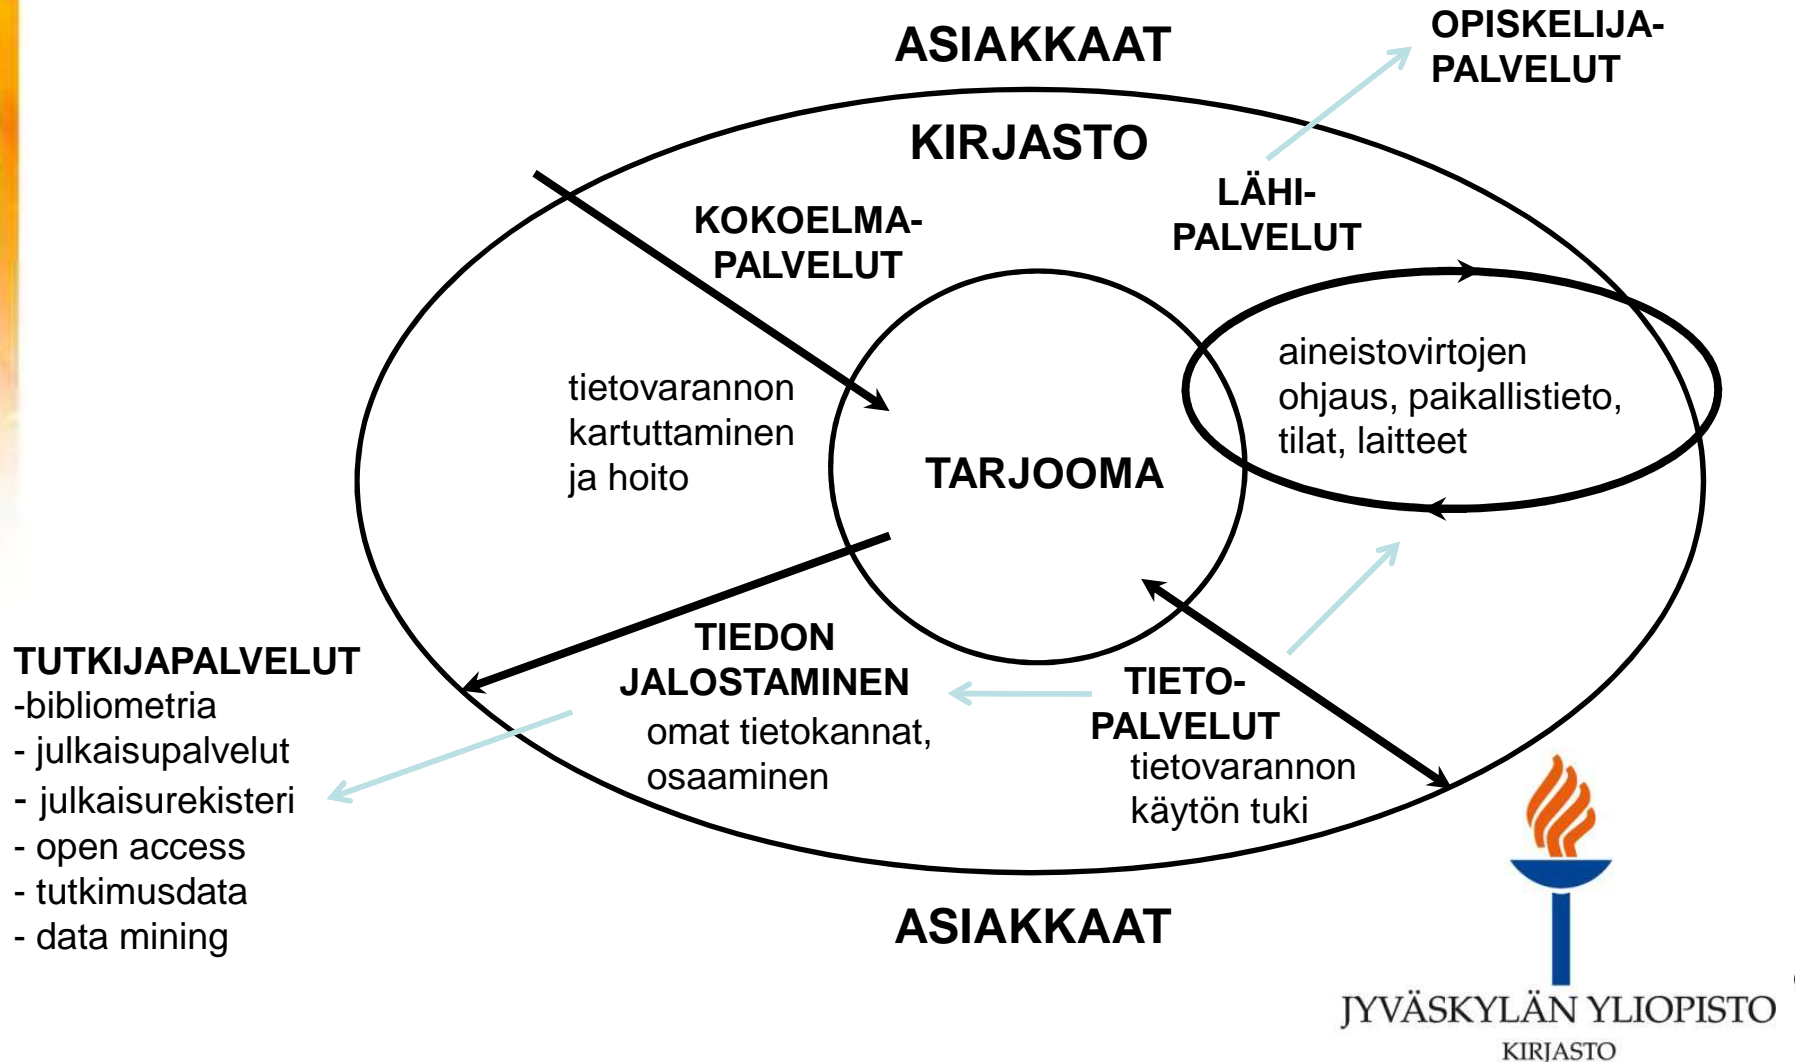 ASIAKKAAT
OPISKELIJA-
PALVELUT
KIRJASTO
LÄHI-
PALVELUT
KOKOELMA-
PALVELUT
aineistovirtojen
ohjaus, paikallistieto,
tilat, laitteet
tietovarannon
kartuttaminen
ja hoito
TARJOOMA
TIEDON
JALOSTAMINEN
omat tietokannat,
osaaminen
TIETO-
PALVELUT
tietovarannon
käytön tuki
TUTKIJAPALVELUT
-bibliometria
- julkaisupalvelut
- julkaisurekisteri
- open access
- tutkimusdata
- data mining
ASIAKKAAT
JYVÄSKYLÄN YLIOPISTO
KIRJASTO